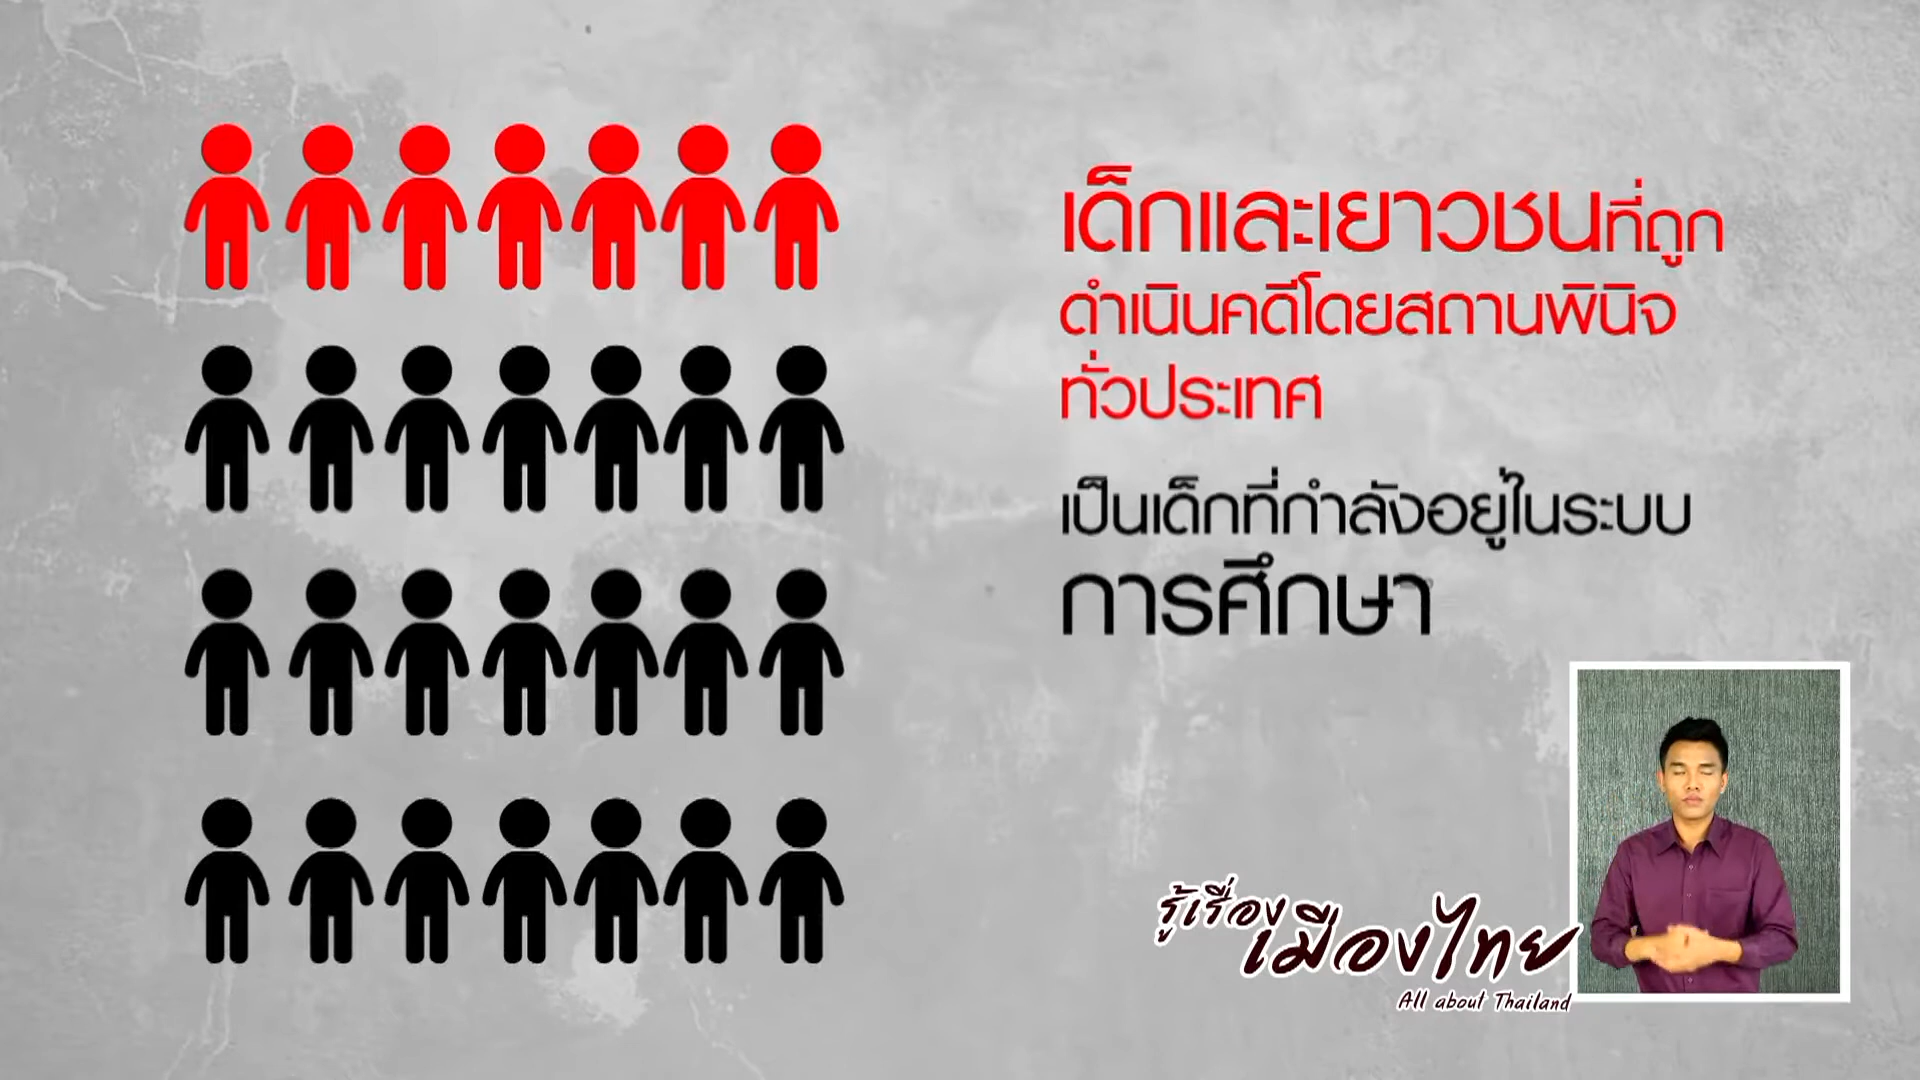 เด็กและเยาวชนที่ถูก
ดำเนินคดีโดยสถานพินิจ
ทั่วประเทศ
เป็นเด็กที่กำลังอยู่ในระบบ
การศึกษา
รู้เรื่อง
เมืองไทย
All about Thailand